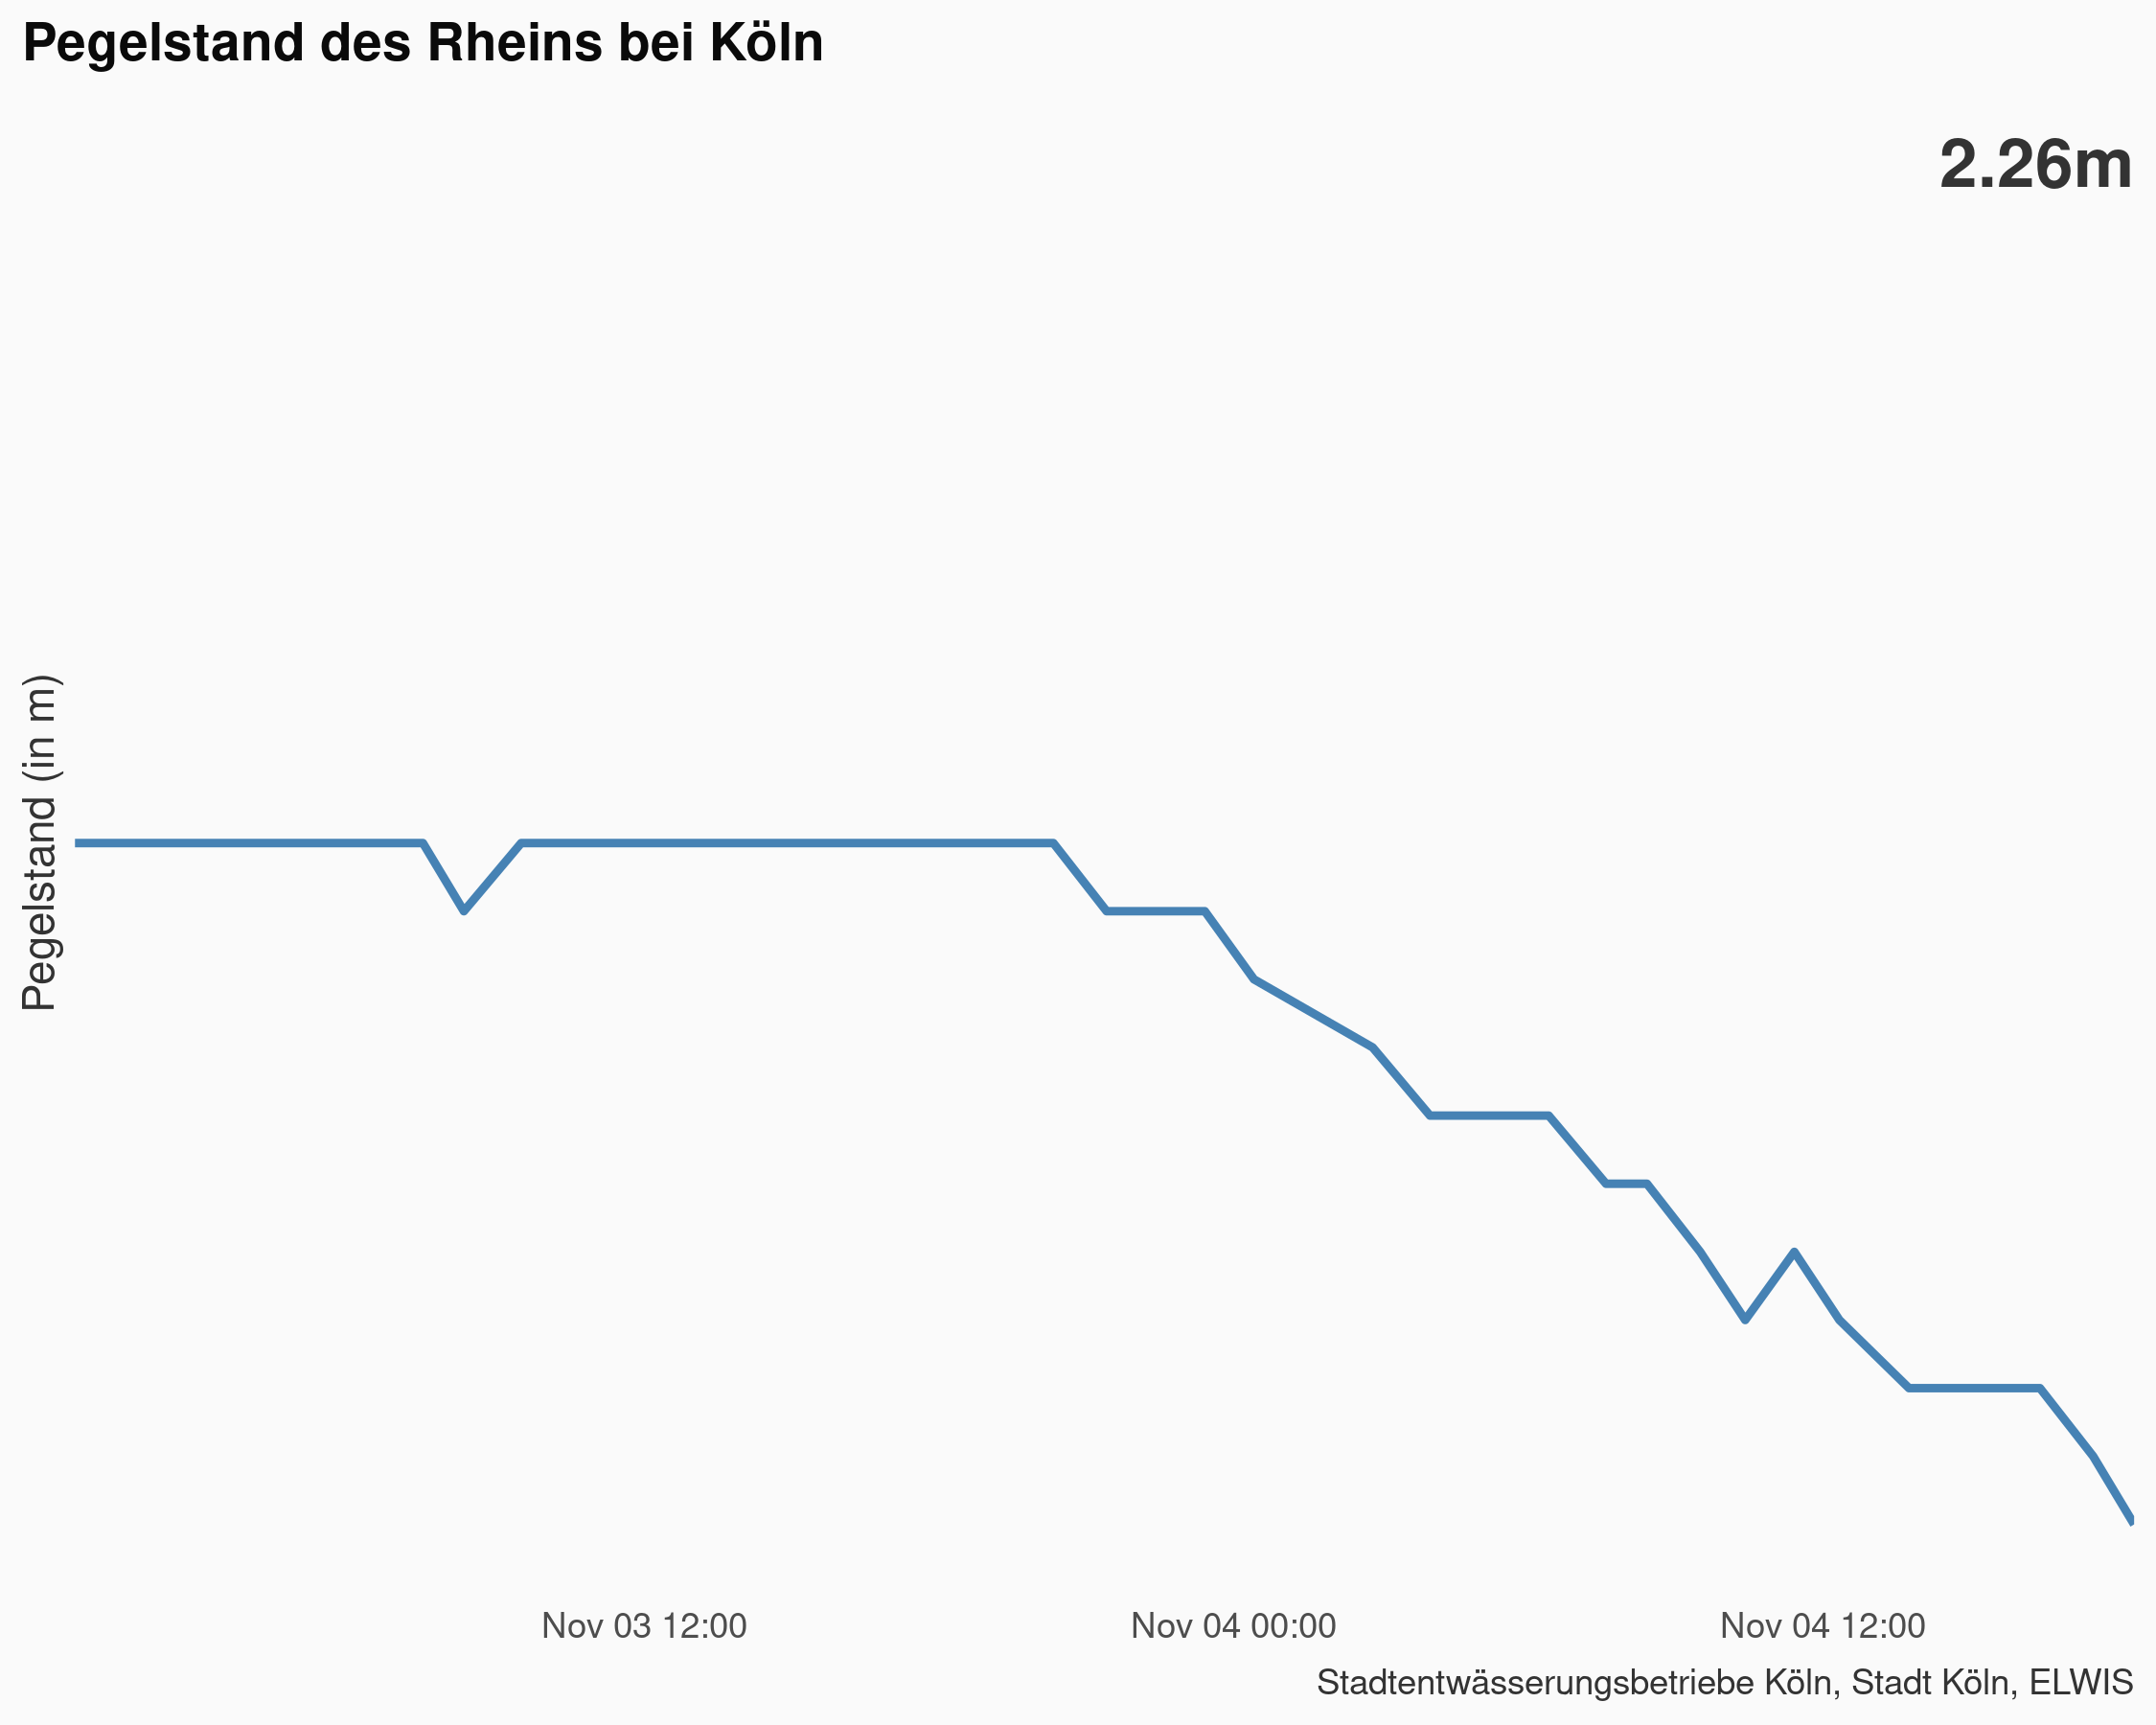 Pegelstand des Rheins bei Köln
2.26m
Pegelstand (in m)
Nov 03 12:00
Nov 04 00:00
Nov 04 12:00
Stadtentwässerungsbetriebe Köln, Stadt Köln, ELWIS